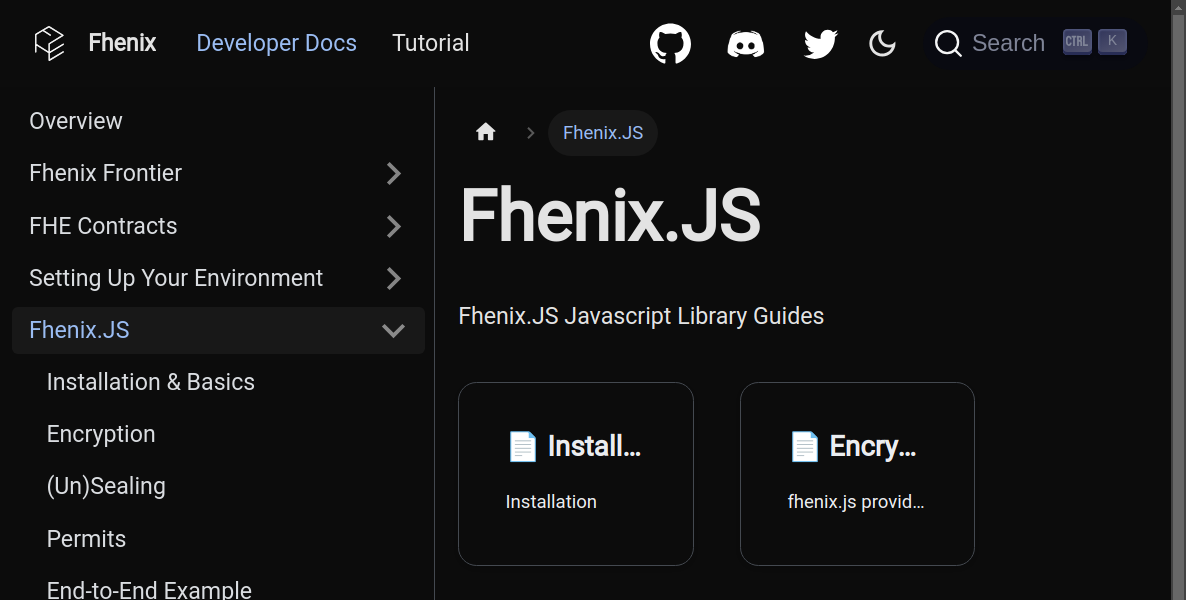 Fhenix Developer Docs Tutorial Search CTRL K
Overview
Fhenix Frontier
FHE Contracts
Setting Up Your Environment
Fhenix.JS
Installation & Basics
Encryption
(Un)Sealing
Permits
End-to-End Example
Fhenix.JS
Fhenix.JS
Fhenix.JS Javascript Library Guides
Install...
Installation
Encry...
fhenix.js provid...